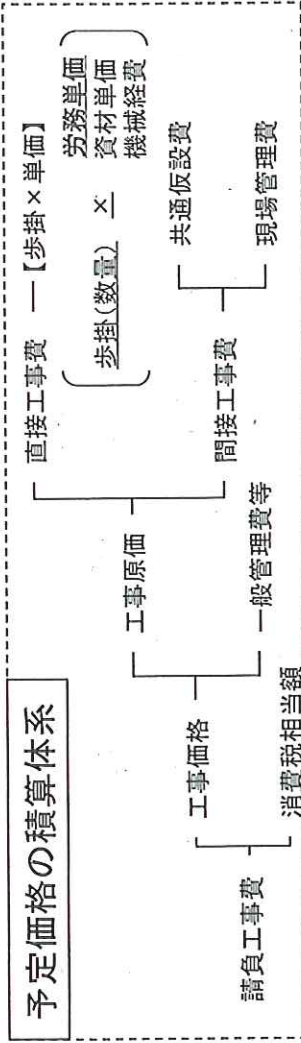 予定価格の積算体系
請負工事費
工事価格
消費税相当額
工事原価
一般管理費等
直接工事費 ―【歩掛×単価】
歩掛(数量) × 労務単価
資材単価
機械経費
間接工事費
共通仮設費
現場管理費